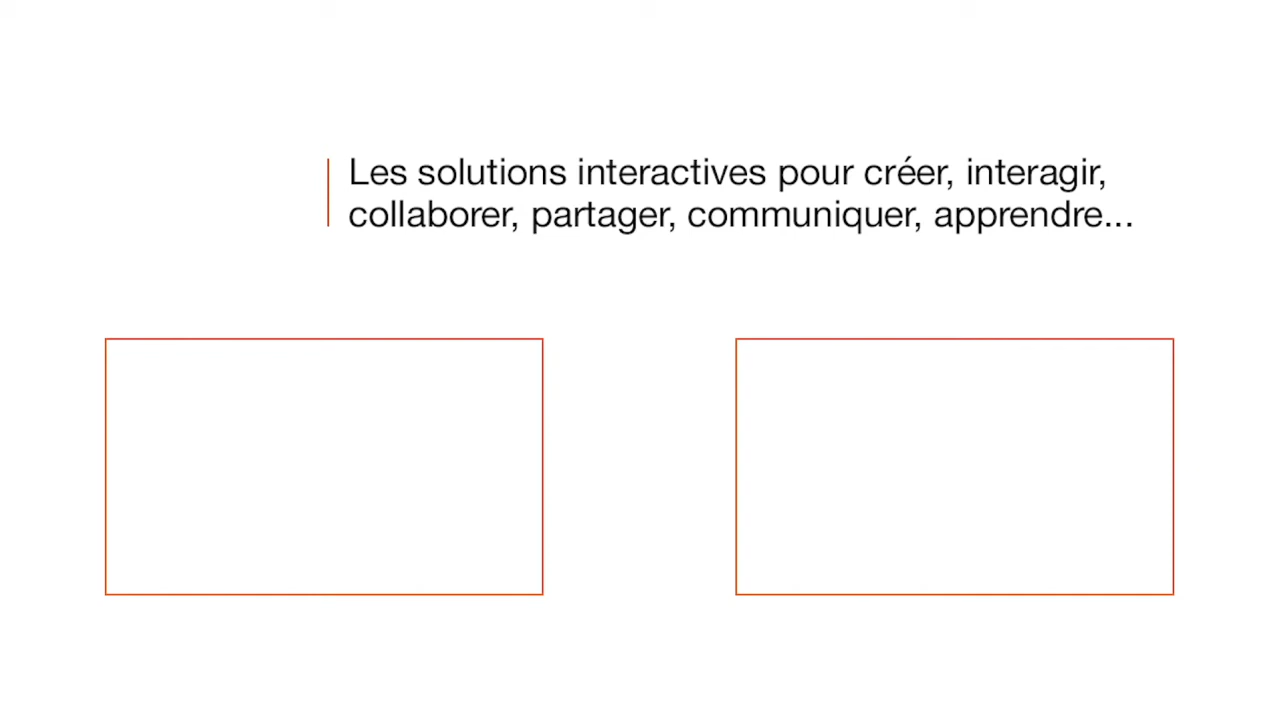 Les solutions interactives pour créer, interagir,
collaborer, partager, communiquer, apprendre...